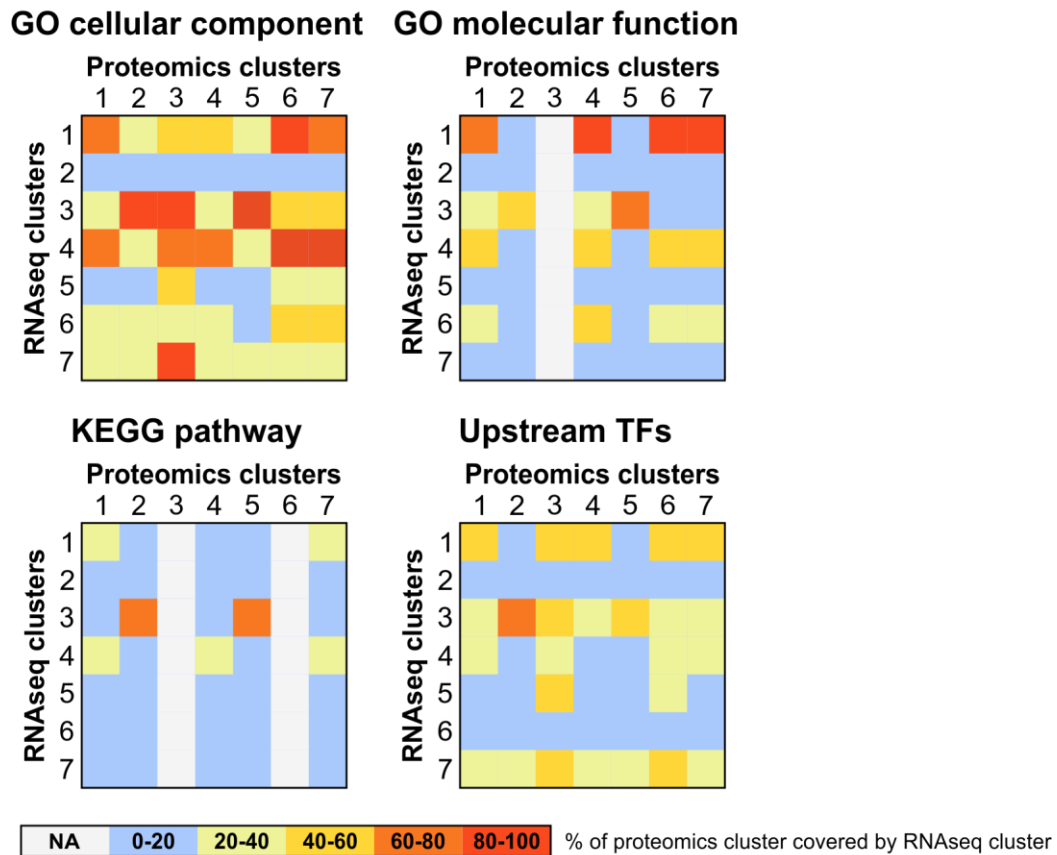 GO cellular component GO molecular function
Proteomics clusters Proteomics clusters
1 2 3 4 5 6 7 1 2 3 4 5 6 7
RNAseq clusters RNAseq clusters
1 1
2 2
3 3
4 4
5 5
6 6
7 7
KEGG pathway Upstream TFs
Proteomics clusters Proteomics clusters
1 2 3 4 5 6 7 1 2 3 4 5 6 7
RNAseq clusters RNAseq clusters
1 1
2 2
3 3
4 4
5 5
6 6
7 7
NA 0-20 20-40 40-60 60-80 80-100 % of proteomics cluster covered by RNAseq cluster